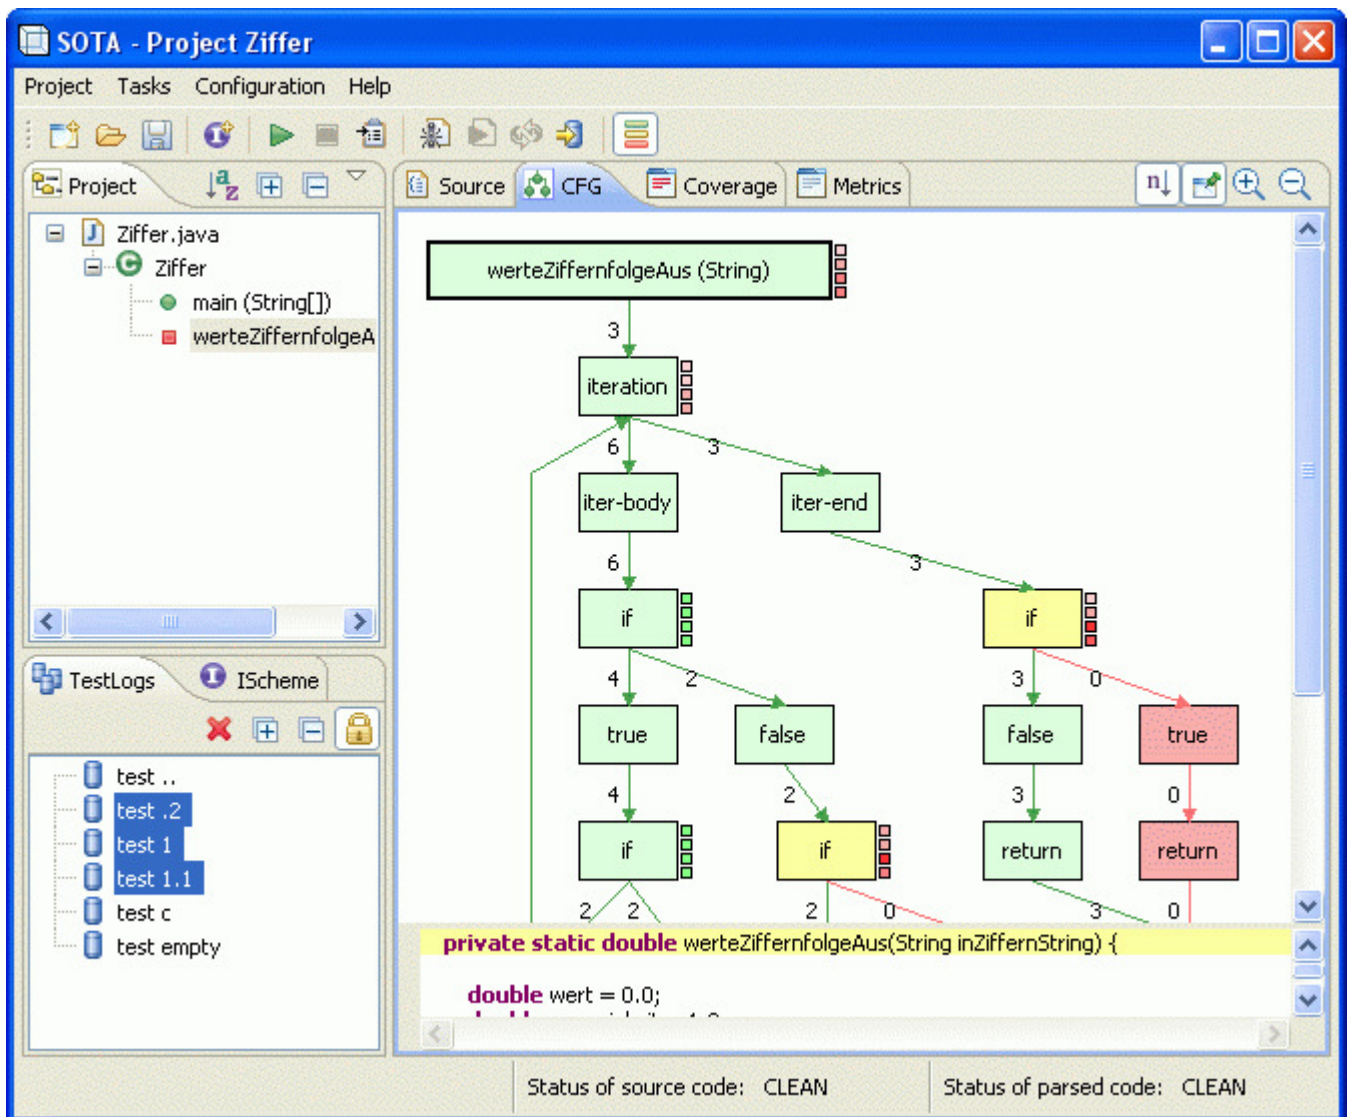 SOTA - Project Ziffer
Project Tasks Configuration Help
Project
Source CFG Coverage Metrics
Ziffer.java
Ziffer
main (String[])
werteZiffernfolgeA
TestLogs IScheme
test ..
test .2
test 1
test 1.1
test c
test empty
werteZiffernfolgeAus (String)
3
iteration
6 3
iter-body iter-end
6 3
if if
4 2 3 0
true false false true
4 2 3 0
if if return return
2 2 2 0 3 0
private static double werteZiffernfolgeAus(String inZiffernString) {
double wert = 0.0;
Status of source code: CLEAN Status of parsed code: CLEAN